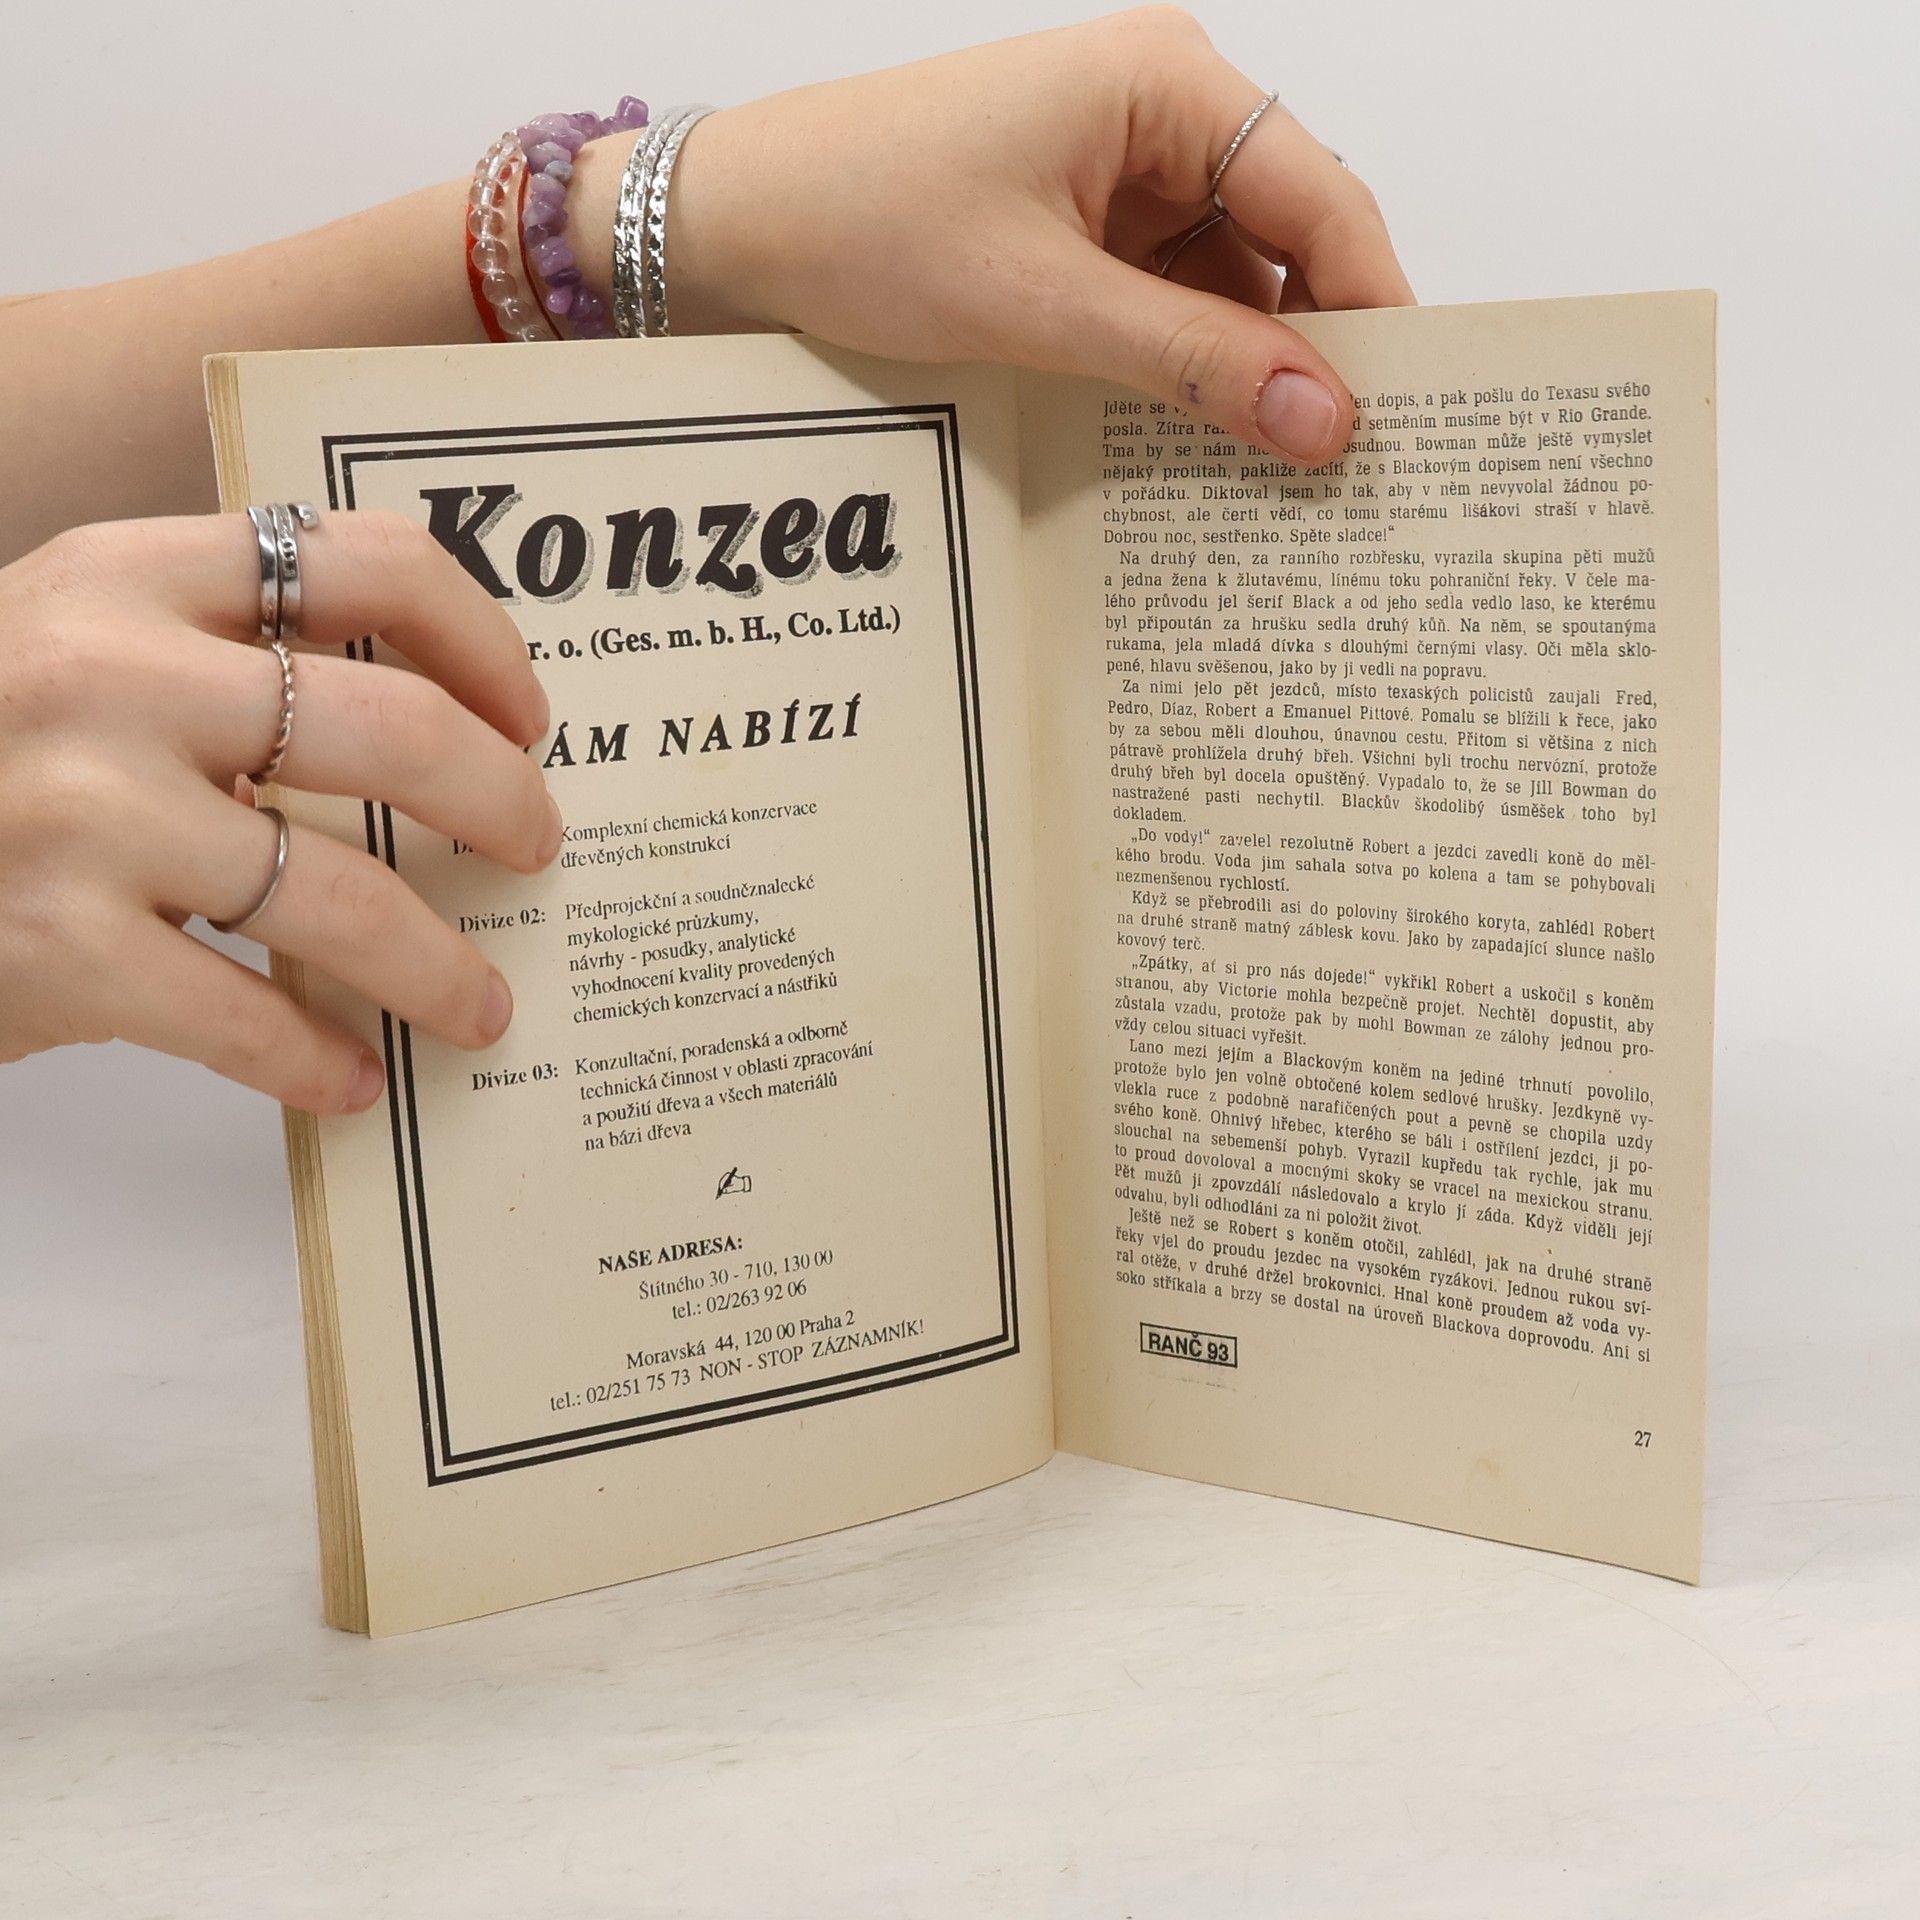 Konzea
r. o. (Ges. m. b. H., Co. Ltd.)
NABÍZÍ
Komplexní chemická konzervace
dřevěných konstrukcí
Divize 02: Předprojekční a soudněznalecké
mykologické průzkumy,
návrhy - posudky, analytické
vyhodnocení kvality provedených
chemických konzervací a nástřiků
Divize 03: Konzultační, poradenská a odborně
technická činnost v oblasti zpracování
a použití dřeva a všech materiálů
na bázi dřeva
NAŠE ADRESA:
Štítného 30 - 710, 130 00
tel.: 02/263 92 06
Moravská 44, 120 00 Praha 2
tel.: 02/251 75 73 NON - STOP ZÁZNAMNÍK!
Jděte se dopis, a pak pošlu do Texasu svého
posla. Zítra setměním musíme být v Rio Grande.
Tma by se nám Bowman může ještě vymyslet
nějaký protitah, pakliže zacítí, že s Blackovým dopisem není všechno
v pořádku. Diktoval jsem ho tak, aby v něm nevyvolal žádnou po-
chybnost, ale čerti vědí, co tomu starému lišákovi straší v hlavě.
Dobrou noc, sestřenko. Spěte sladce!“
Na druhý den, za ranního rozbřesku, vyrazila skupina pěti mužů
a jedna žena k žlutavému, línému toku pohraniční řeky. V čele ma-
lého průvodu jel šerif Black a od jeho sedla vedlo laso, ke kterému
byl připoután za hrušku sedla druhý kůň. Na něm, se spoutanýma
rukama, jela mladá dívka s dlouhými černými vlasy. Oči měla sklo-
pené, hlavu svěšenou, jako by ji vedli na popravu.
Za nimi jelo pět jezdců, místo texaských policistů zaujali Fred,
Pedro, Díaz, Robert a Emanuel Pittové. Pomalu se blížili k řece, jako
by za sebou měli dlouhou, únavnou cestu. Přitom si většina z nich
pátravě prohlížela druhý břeh. Všichni byli trochu nervózní, protože
druhý břeh byl docela opuštěný. Vypadalo to, že se Jill Bowman do
nastražené pasti nechytil. Blackův škodolibý úsměšek toho byl
dokladem.
„Do vody!“ zavelel rezolutně Robert a jezdci zavedli koně do měl-
kého brodu. Voda jim sahala sotva po kolena a tam se pohybovali
nezmenšenou rychlostí.
Když se přebrodili asi do poloviny širokého koryta, zahlédl Robert
na druhé straně matný záblesk kovu. Jako by zapadající slunce našlo
kovový terč.
„Zpátky, ať si pro nás dojede!“ vykřikl Robert a uskočil s koněm
stranou, aby Victorie mohla bezpečně projet. Nechtěl dopustit, aby
zůstala vzadu, protože pak by mohl Bowman ze zálohy jednou pro-
vždy celou situaci vyřešit.
Lano mezi jejím a Blackovým koněm na jediné trhnutí povolilo,
protože bylo jen volně obtočené kolem sedlové hrušky. Jezdkyně vy-
vlekla ruce z podobně narafičených pout a pevně se chopila uzdy
svého koně. Ohnivý hřebec, kterého se báli i ostřílení jezdci, ji po-
slouchal na sebemenší pohyb. Vyrazil kupředu tak rychle, jak mu
to proud dovoloval a mocnými skoky se vracel na mexickou stranu.
Pět mužů ji zpovzdálí následovalo a krylo jí záda. Když viděli její
odvahu, byli odhodláni za ni položit život.
Ještě než se Robert s koněm otočil, zahlédl, jak na druhé straně
řeky vjel do proudu jezdec na vysokém ryzákovi. Jednou rukou sví-
ral otěže, v druhé držel brokovnici. Hnal koně proudem až voda vy-
soko stříkala a brzy se dostal na úroveň Blackova doprovodu. Ani si
RANČ 93
27